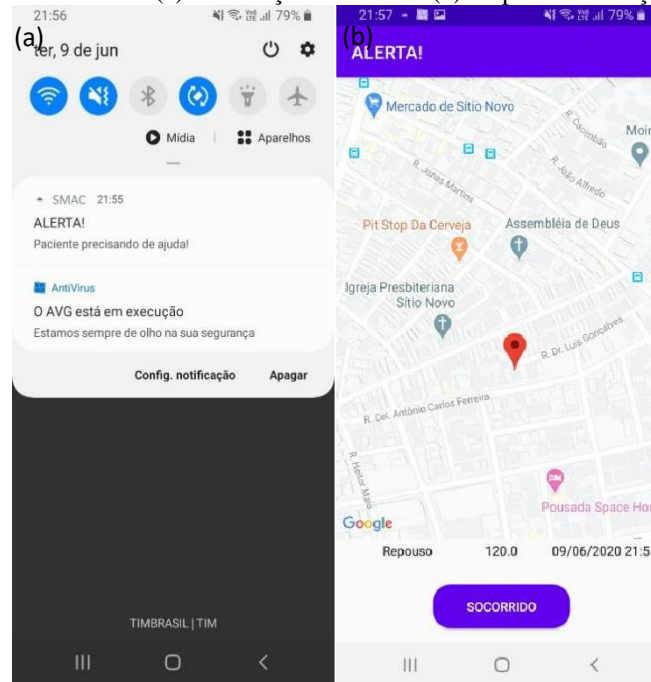 21:56 79%
(a)
ter, 9 de jun
Mídia Aparelhos
SMAC 21:55
ALERTA!
Paciente precisando de ajuda!
AntiVirus
O AVG está em execução
Estamos sempre de olho na sua segurança
Config. notificação Apagar
TIMBRASIL | TIM
21:57 79%
(b)
ALERTA!
Mercado de Sítio Novo
R. Cacimbão
Moir
R. Jonas Martins
R. João Alfredo
Pit Stop Da Cerveja
Assembléia de Deus
Igreja Presbiteriana
Sítio Novo
R. Dr. Luís Gonçalves
R. Cel. Antônio Carlos Ferreira
R. Heitor Maia
Pousada Space Hos
Google
Repouso 120.0 09/06/2020 21:5
SOCORRIDO